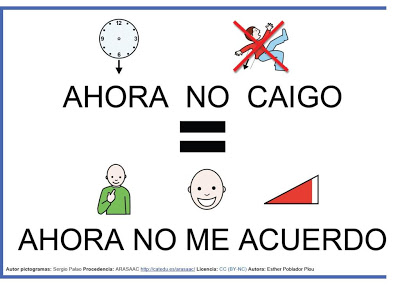 AHORA NO CAIGO
AHORA NO ME ACUERDO
Autor pictogramas: Sergio Palao Procedencia: ARASAAC http://catedu.es/arasaac/ Licencia: CC (BY-NC) Autora: Esther Poblador Plou